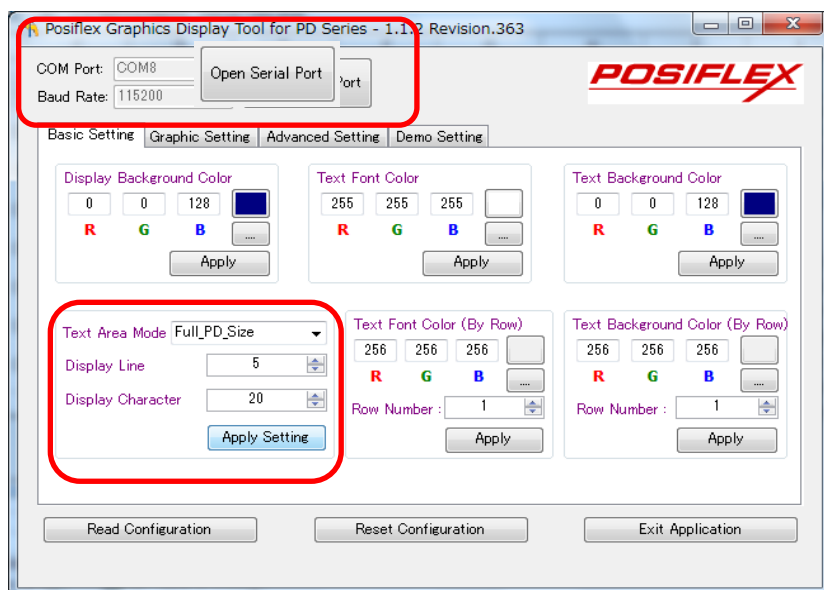 Posiflex Graphics Display Tool for PD Series - 1.1.2 Revision.363
COM Port: COM8
Open Serial Port
Port
Baud Rate: 115200
POSIFLEX
Basic Setting Graphic Setting Advanced Setting Demo Setting
Display Background Color
0 0 128
R G B ....
Apply
Text Font Color
255 255 255
R G B ....
Apply
Text Background Color
0 0 128
R G B ....
Apply
Text Area Mode Full_PD_Size
Display Line 5
Display Character 20
Apply Setting
Text Font Color (By Row)
256 256 256
R G B ....
Row Number : 1
Apply
Text Background Color (By Row)
256 256 256
R G B ....
Row Number : 1
Apply
Read Configuration Reset Configuration Exit Application